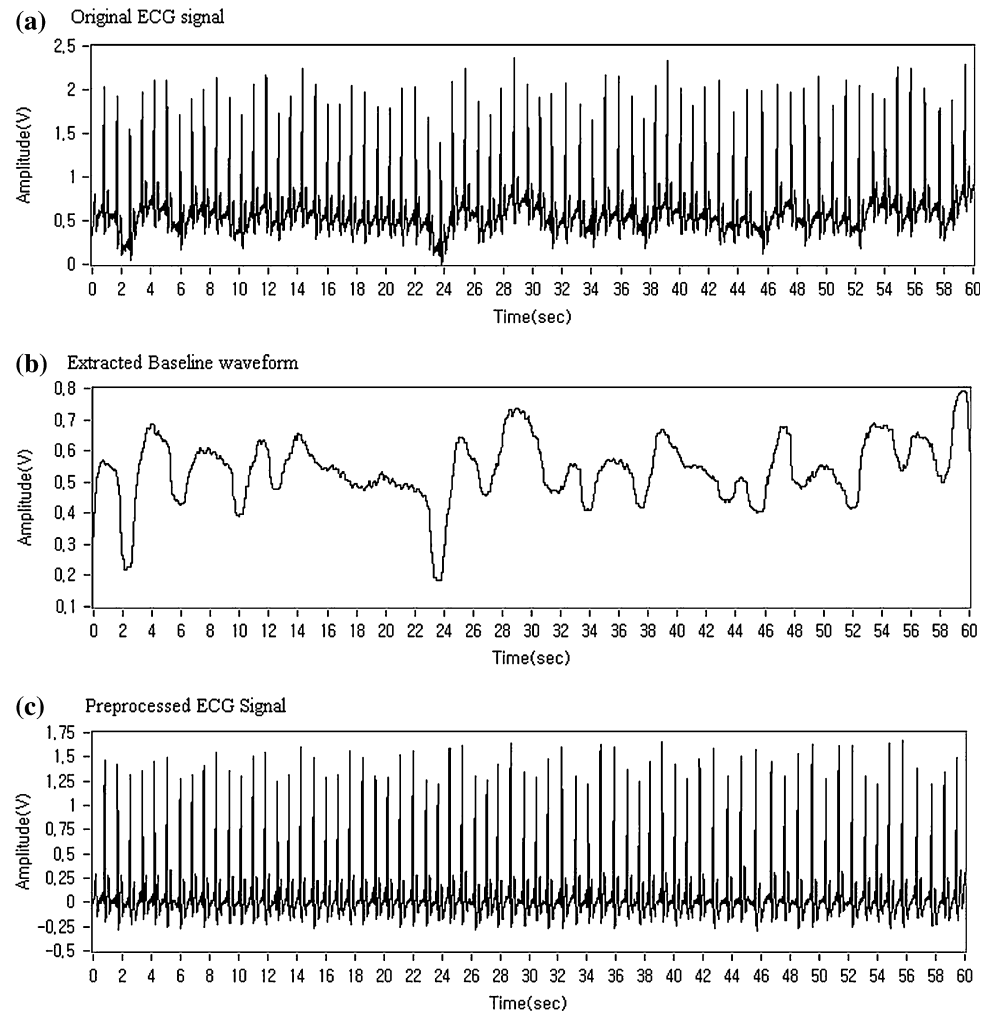 (a) Original ECG signal
2,5
2
1,5
1
0,5
0
Amplitude(V)
0 2 4 6 8 10 12 14 16 18 20 22 24 26 28 30 32 34 36 38 40 42 44 46 48 50 52 54 56 58 60
Time(sec)
(b) Extracted Baseline waveform
0,8
0,7
0,6
0,5
0,4
0,3
0,2
0,1
Amplitude(V)
0 2 4 6 8 10 12 14 16 18 20 22 24 26 28 30 32 34 36 38 40 42 44 46 48 50 52 54 56 58 60
Time(sec)
(c) Preprocessed ECG Signal
1,75
1,5
1,25
1
0,75
0,5
0,25
0
-0,25
-0,5
Amplitude(V)
0 2 4 6 8 10 12 14 16 18 20 22 24 26 28 30 32 34 36 38 40 42 44 46 48 50 52 54 56 58 60
Time(sec)